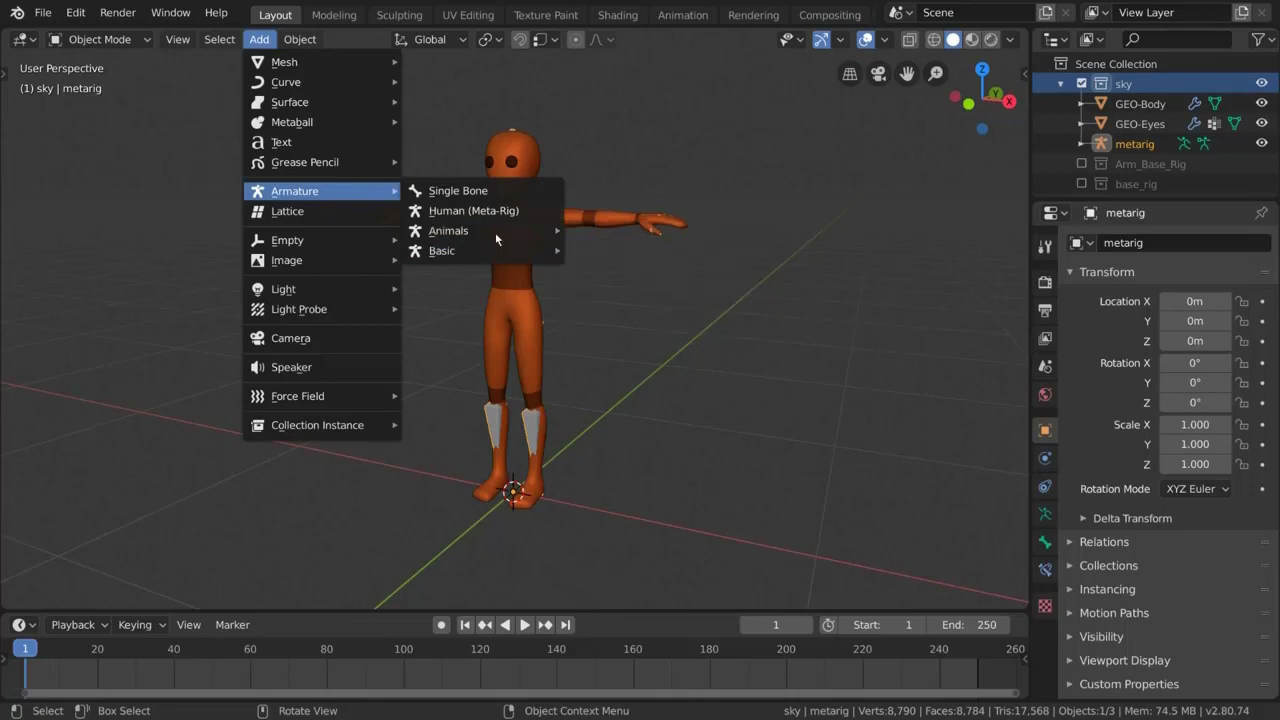 File Edit Render Window Help Layout Modeling Sculpting UV Editing Texture Paint Shading Animation Rendering Compositing Scene View Layer
Object Mode View Select Add Object Global
User Perspective
(1) sky | metarig
Mesh
Curve
Surface
Metaball
Text
Grease Pencil
Armature
Lattice
Empty
Image
Light
Light Probe
Camera
Speaker
Force Field
Collection Instance
Single Bone
Human (Meta-Rig)
Animals
Basic
Z
Y
X
Scene Collection
sky
GEO-Body
GEO-Eyes
metarig
Arm_Base_Rig
base_rig
metarig
metarig
Transform
Location X 0m
Y 0m
Z 0m
Rotation X 0°
Y 0°
Z 0°
Scale X 1.000
Y 1.000
Z 1.000
Rotation Mode XYZ Euler
Delta Transform
Relations
Collections
Instancing
Motion Paths
Visibility
Viewport Display
Custom Properties
Playback Keying View Marker 1 Start: 1 End: 250
1 20 40 60 80 100 120 140 160 180 200 220 240 260
Select Box Select Rotate View Object Context Menu sky | metarig | Verts:8,790 | Faces:8,784 | Tris:17,568 | Objects:1/3 | Mem: 74.5 MB | v2.80.74